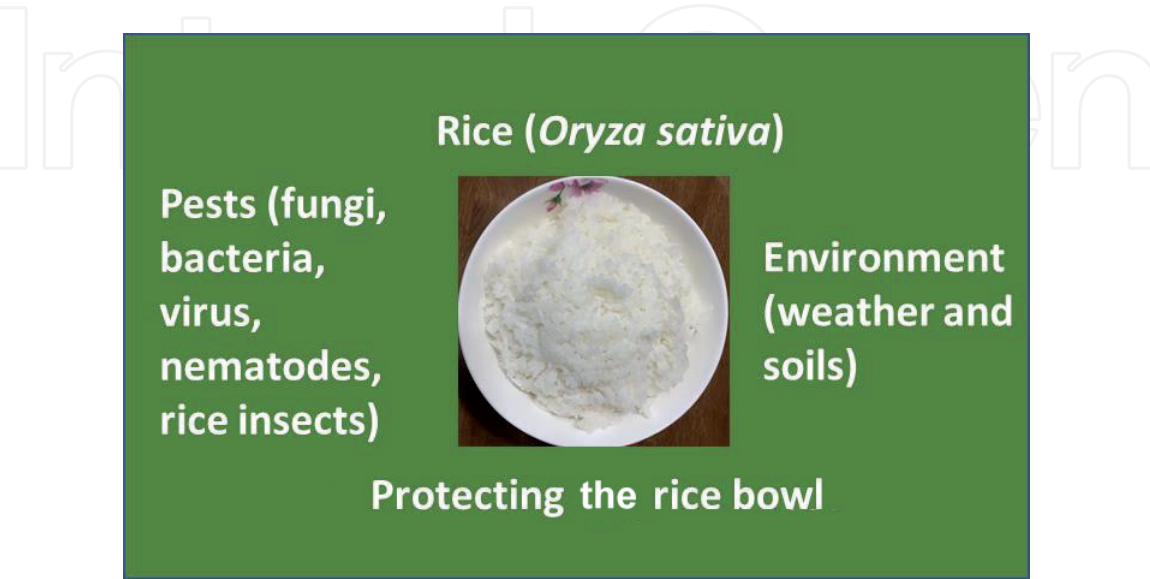 Rice (Oryza sativa)
Pests (fungi,
bacteria,
virus,
nematodes,
rice insects)
Environment
(weather and
soils)
Protecting the rice bowl